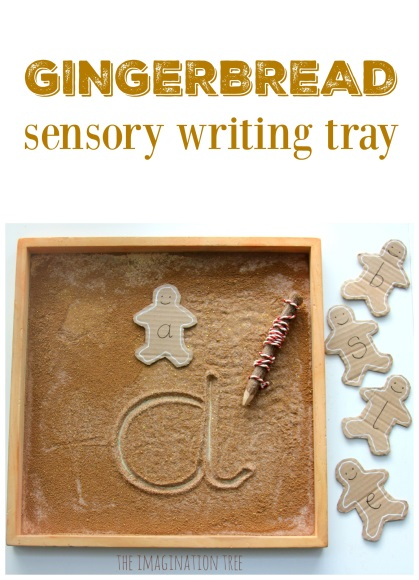 GINGERBREAD
sensory writing tray
b
a
s
t
a
e
THE IMAGINATION TREE